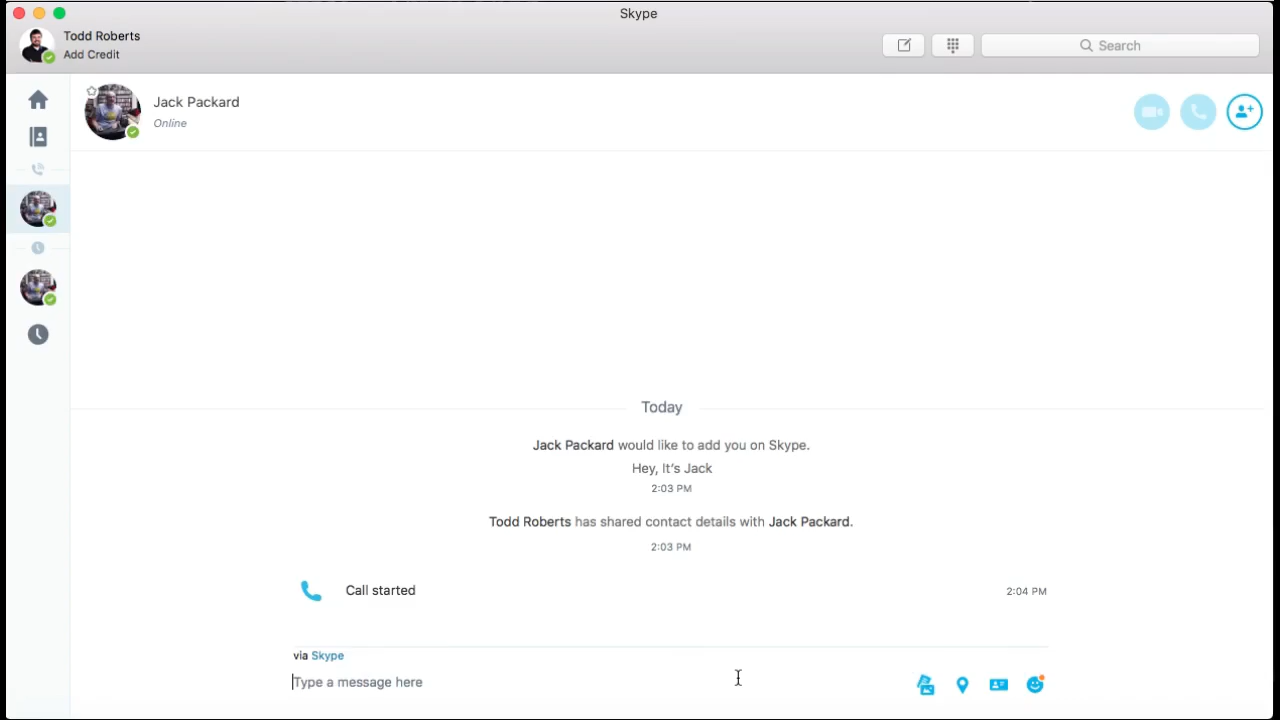 Skype
Todd Roberts
Add Credit
Search
Jack Packard
Online
Today
Jack Packard would like to add you on Skype.
Hey, It's Jack
2:03 PM
Todd Roberts has shared contact details with Jack Packard.
2:03 PM
Call started
2:04 PM
via Skype
Type a message here